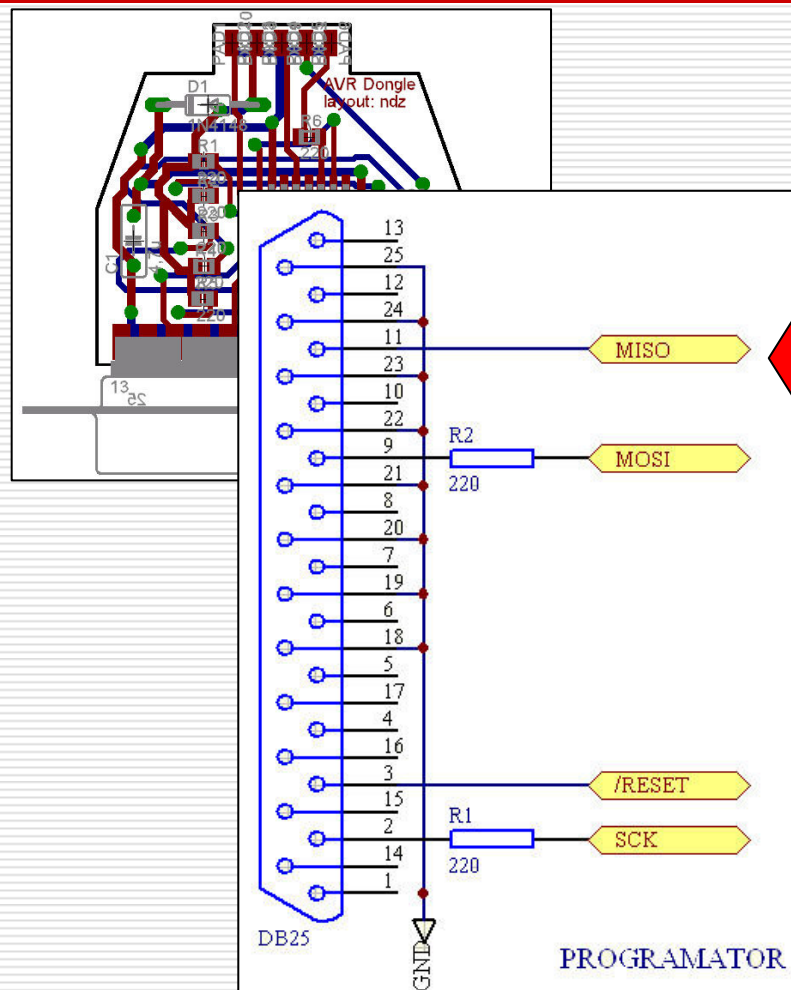 D1
1N4148
AVR Dongle
layout: ndz
R6
220
R1
C1
220
13
25
13
25
12
24
11
MISO
23
10
22
R2
9
MOSI
21
220
8
20
7
19
6
18
5
17
4
16
3
/RESET
15
R1
2
SCK
14
220
1
DB25
GND
PROGRAMATOR